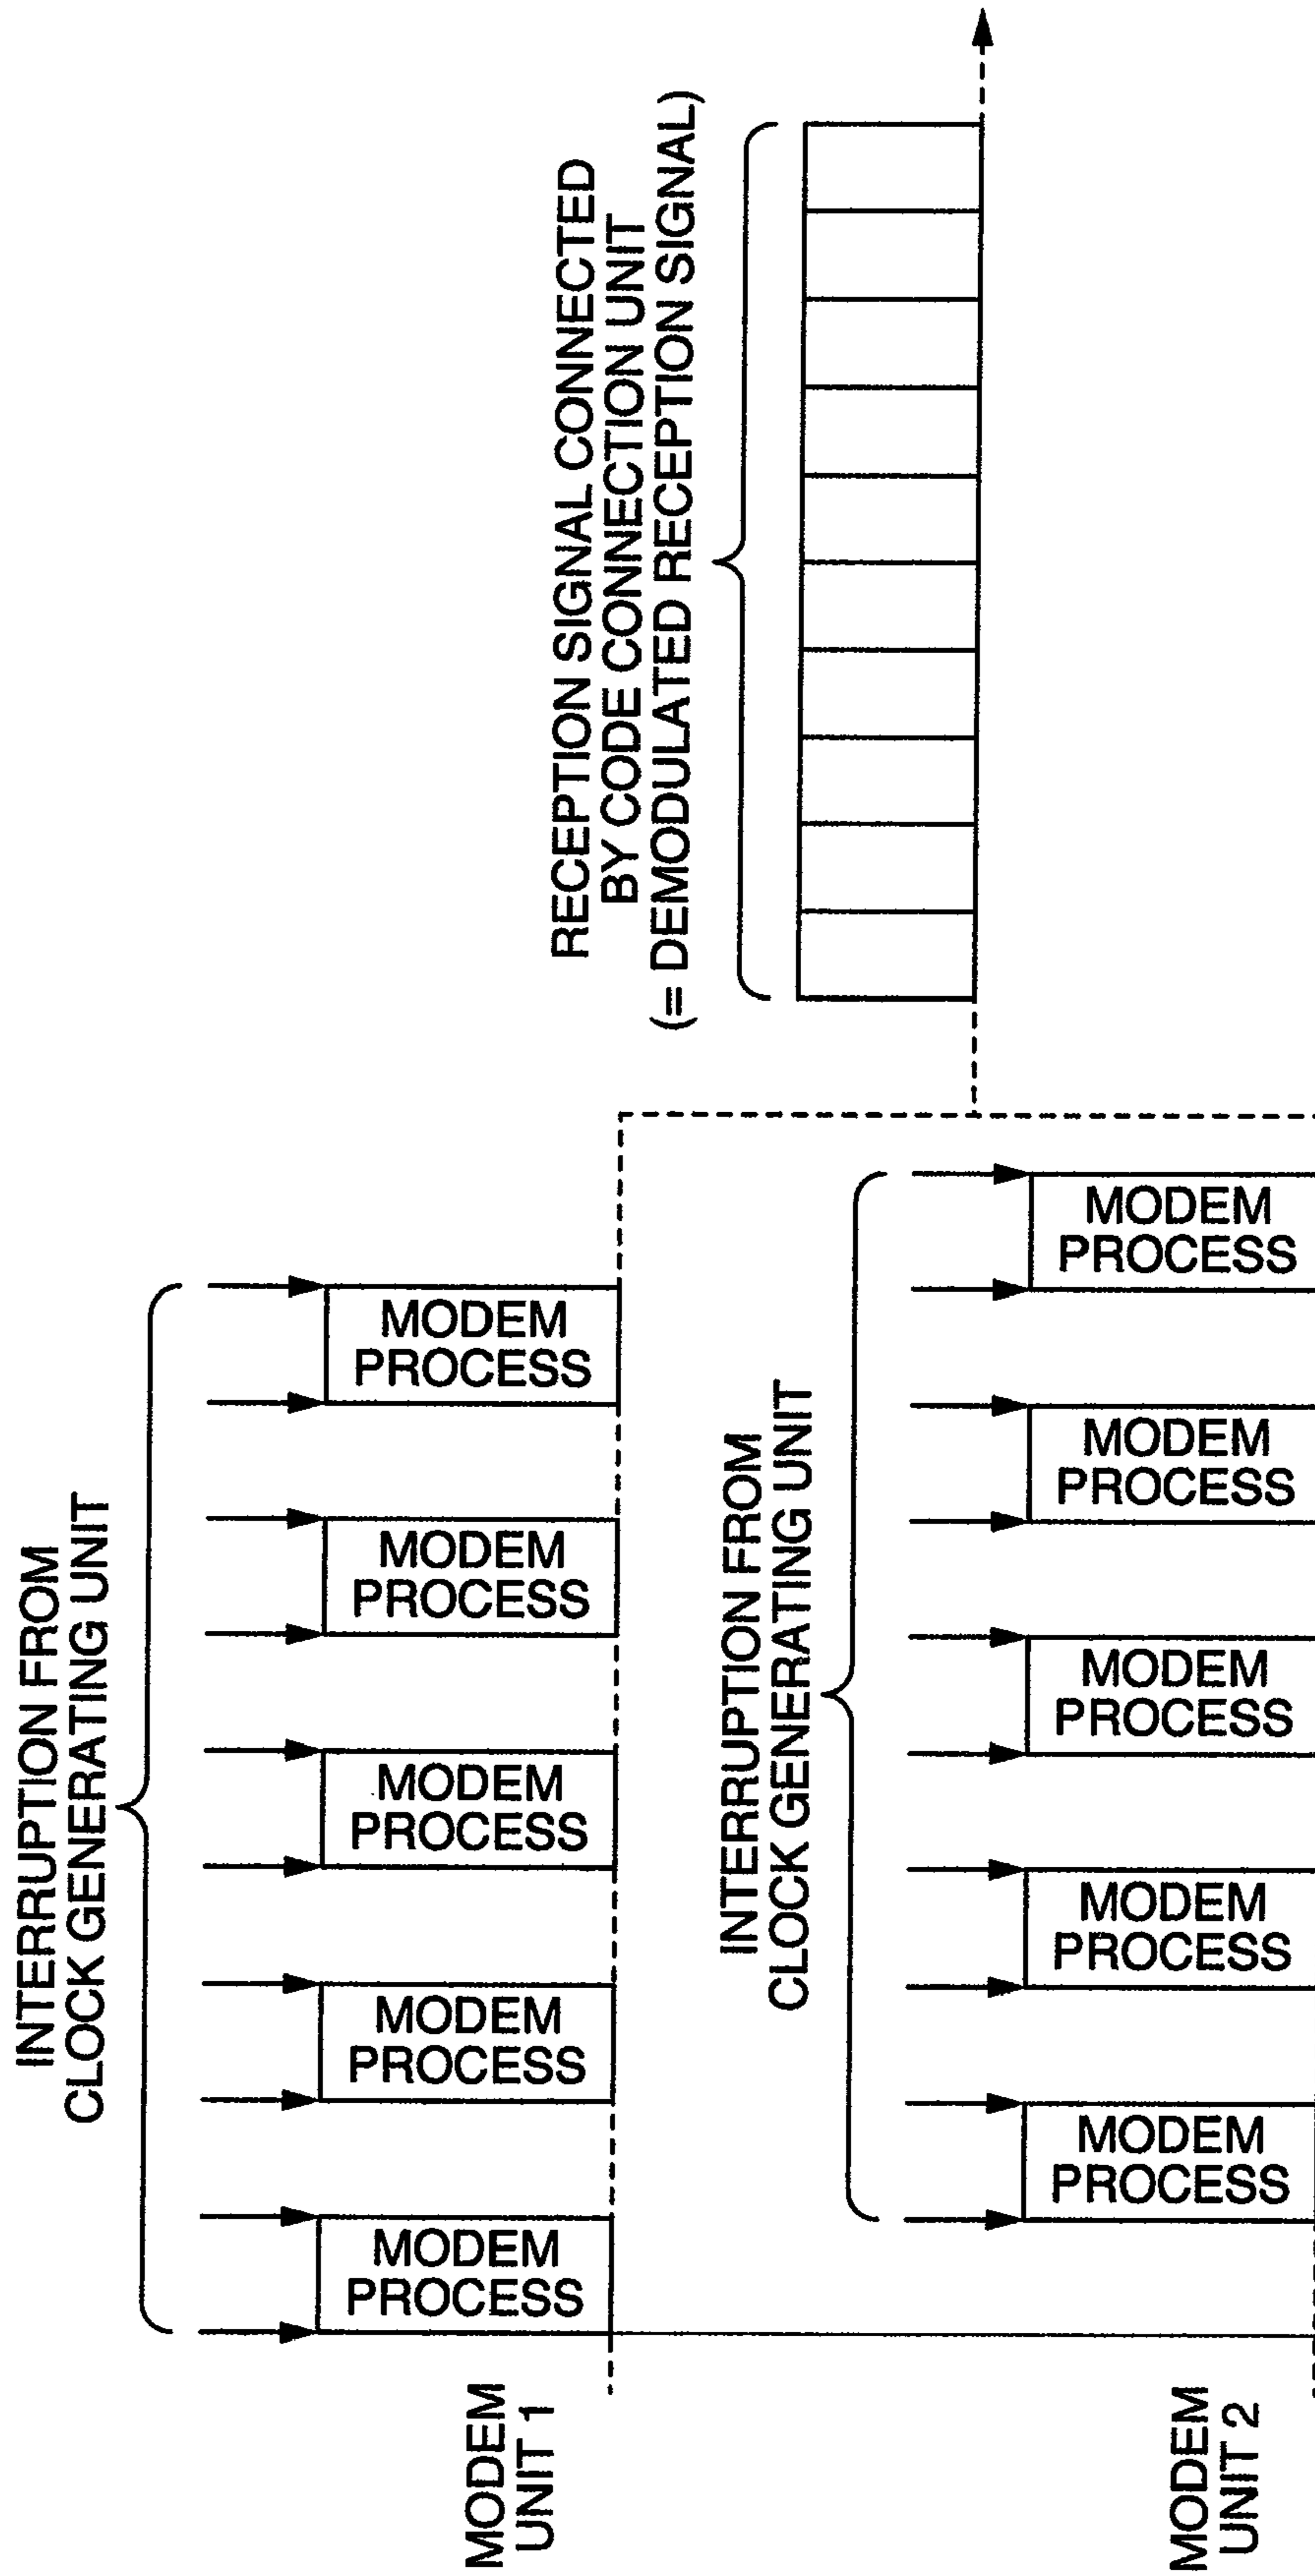 INTERRUPTION FROM
CLOCK GENERATING UNIT
MODEM
UNIT 1
MODEM
PROCESS
MODEM
PROCESS
MODEM
PROCESS
MODEM
PROCESS
MODEM
PROCESS
RECEPTION SIGNAL CONNECTED
BY CODE CONNECTION UNIT
(= DEMODULATED RECEPTION SIGNAL)
INTERRUPTION FROM
CLOCK GENERATING UNIT
MODEM
UNIT 2
MODEM
PROCESS
MODEM
PROCESS
MODEM
PROCESS
MODEM
PROCESS
MODEM
PROCESS